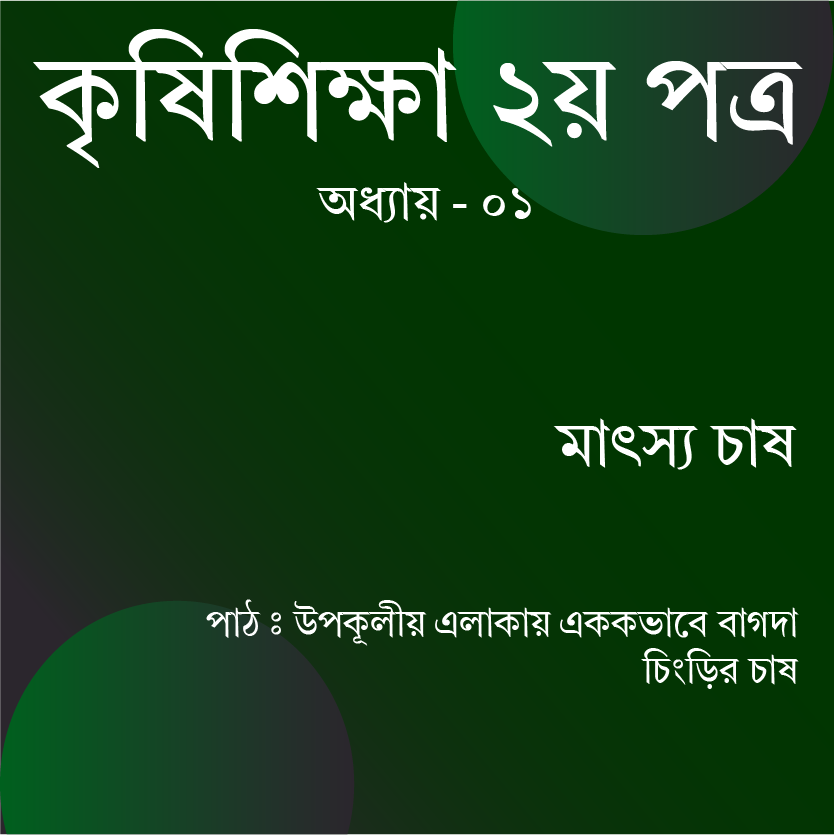 কৃষিশিক্ষা ২য় পত্র
অধ্যায় - ০১
মাৎস্য চাষ
পাঠ ঃ উপকূলীয় এলাকায় এককভাবে বাগদা
চিংড়ির চাষ